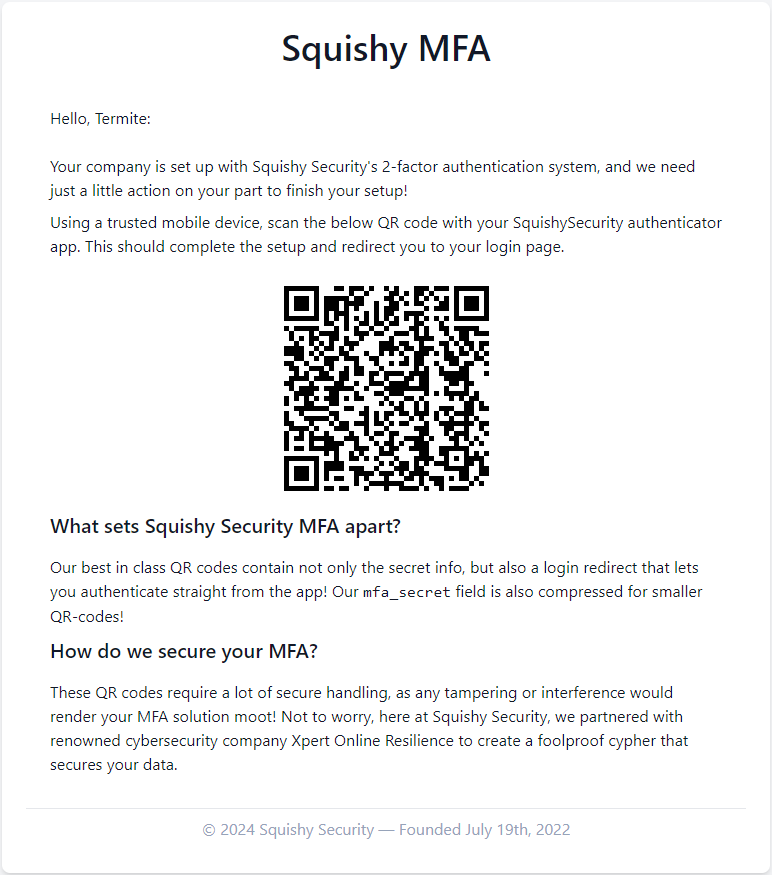 Squishy MFA
Hello, Termite:
Your company is set up with Squishy Security's 2-factor authentication system, and we need
just a little action on your part to finish your setup!
Using a trusted mobile device, scan the below QR code with your SquishySecurity authenticator
app. This should complete the setup and redirect you to your login page.
What sets Squishy Security MFA apart?
Our best in class QR codes contain not only the secret info, but also a login redirect that lets
you authenticate straight from the app! Our mfa_secret field is also compressed for smaller
QR-codes!
How do we secure your MFA?
These QR codes require a lot of secure handling, as any tampering or interference would
render your MFA solution moot! Not to worry, here at Squishy Security, we partnered with
renowned cybersecurity company Xpert Online Resilience to create a foolproof cypher that
secures your data.
© 2024 Squishy Security — Founded July 19th, 2022